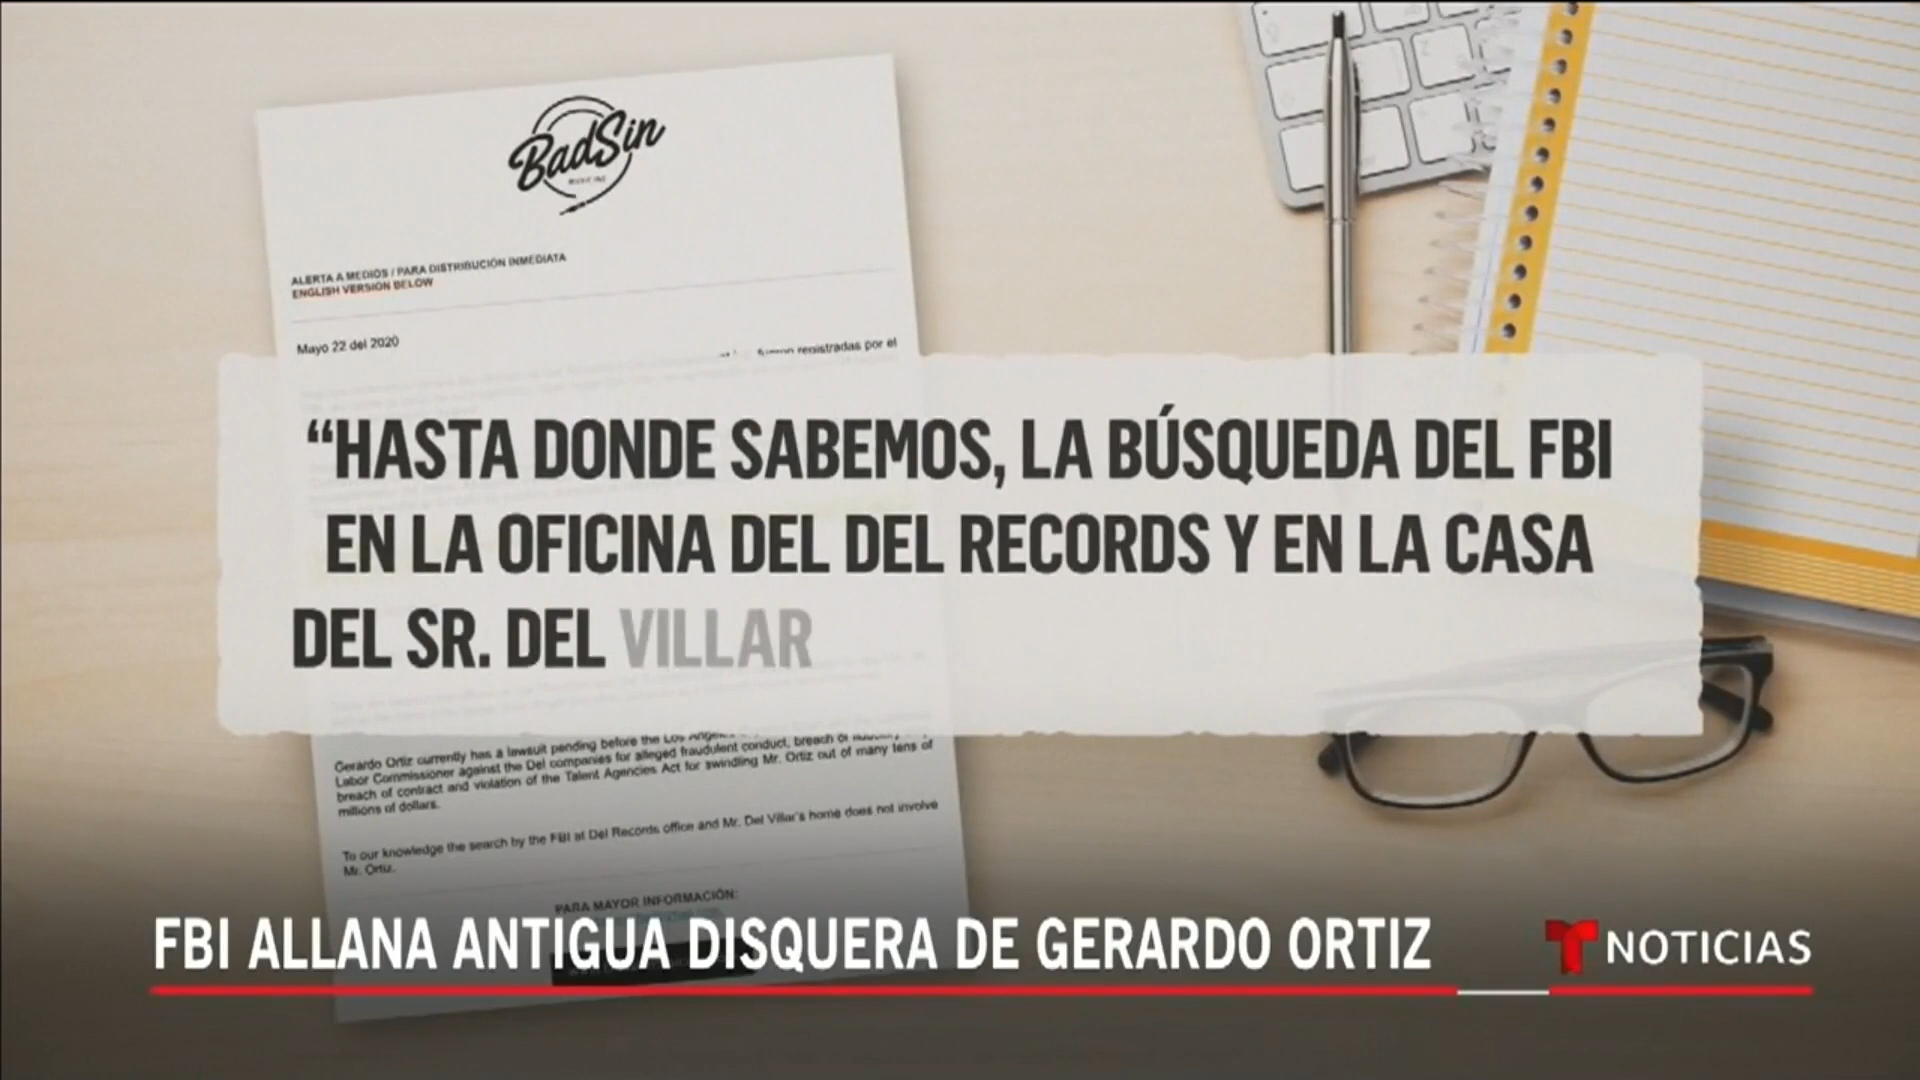 BadSin
ALERTA A MEDIOS / PARA DISTRIBUCIÓN INMEDIATA
ENGLISH VERSION BELOW
Mayo 22 del 2020
fueron registradas por el
“HASTA DONDE SABEMOS, LA BÚSQUEDA DEL FBI
EN LA OFICINA DEL DEL RECORDS Y EN LA CASA
DEL SR. DEL VILLAR
Gerardo Ortiz currently has a lawsuit pending before the Los Angeles
Labor Commissioner against the Del companies for alleged fraudulent conduct, breach of
breach of contract and violation of the Talent Agencies Act for swindling Mr. Ortiz out of many tens of
millions of dollars.
To our knowledge the search by the FBI at Del Records office and Mr. Del Villar's home does not involve
Mr. Ortiz.
PARA MAYOR INFORMACIÓN:
FBI ALLANA ANTIGUA DISQUERA DE GERARDO ORTIZ
NOTICIAS